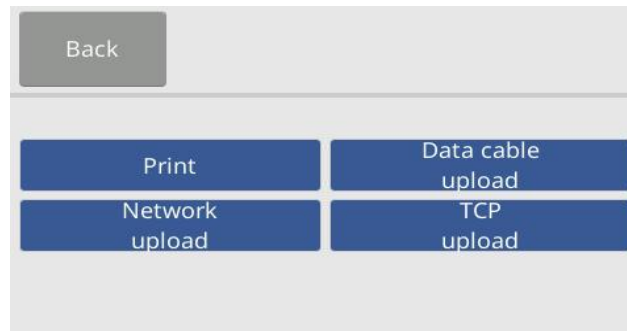 Back
Print
Data cable
upload
Network
upload
TCP
upload